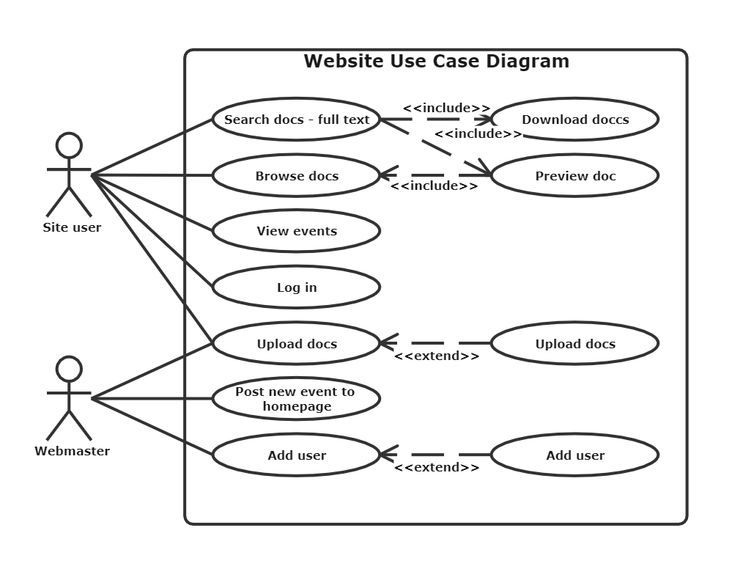 Website Use Case Diagram
Search docs - full text
<<include>>
Download doccs
<<include>>
Browse docs
<<include>>
Preview doc
Site user
View events
Log in
Upload docs
<<extend>>
Upload docs
Post new event to
homepage
Webmaster
Add user
<<extend>>
Add user